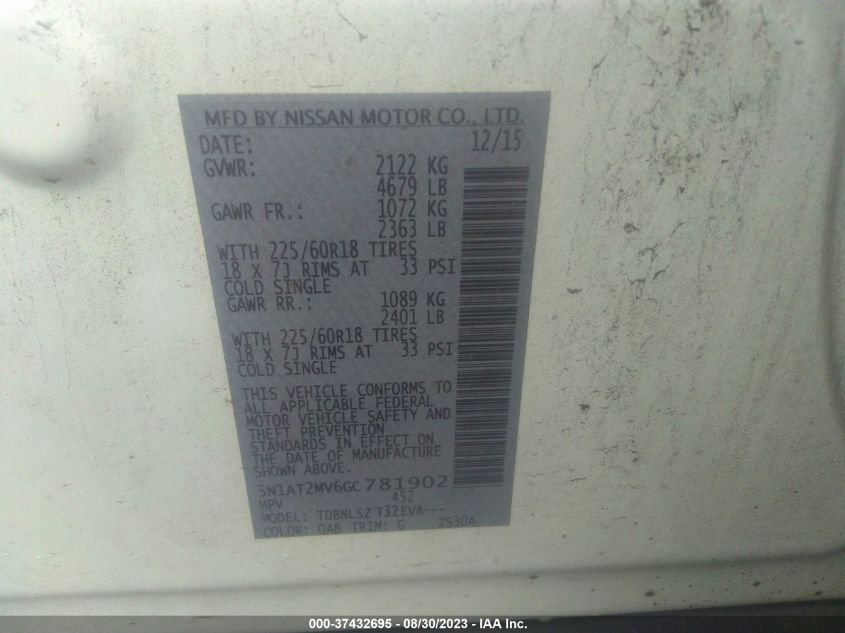 MFD BY NISSAN MOTOR CO., LTD.
DATE: 12/15
GVWR: 2122 KG
4679 LB
GAWR FR.: 1072 KG
2363 LB
WITH 225/60R18 TIRES
18 X 7J RIMS AT 33 PSI
COLD SINGLE
GAWR RR.: 1089 KG
2401 LB
WITH 225/60R18 TIRES
18 X 7J RIMS AT 33 PSI
COLD SINGLE
THIS VEHICLE CONFORMS TO
ALL APPLICABLE FEDERAL
MOTOR VEHICLE SAFETY AND
THEFT PREVENTION
STANDARDS IN EFFECT ON
THE DATE OF MANUFACTURE
SHOWN ABOVE.
5N1AT2MV6GC781902
MPV 452
MODEL: TDBNLSZ T32EVA---
COLOR: QAB TRIM: G ZS30A
000-37432695 - 08/30/2023 - IAA Inc.